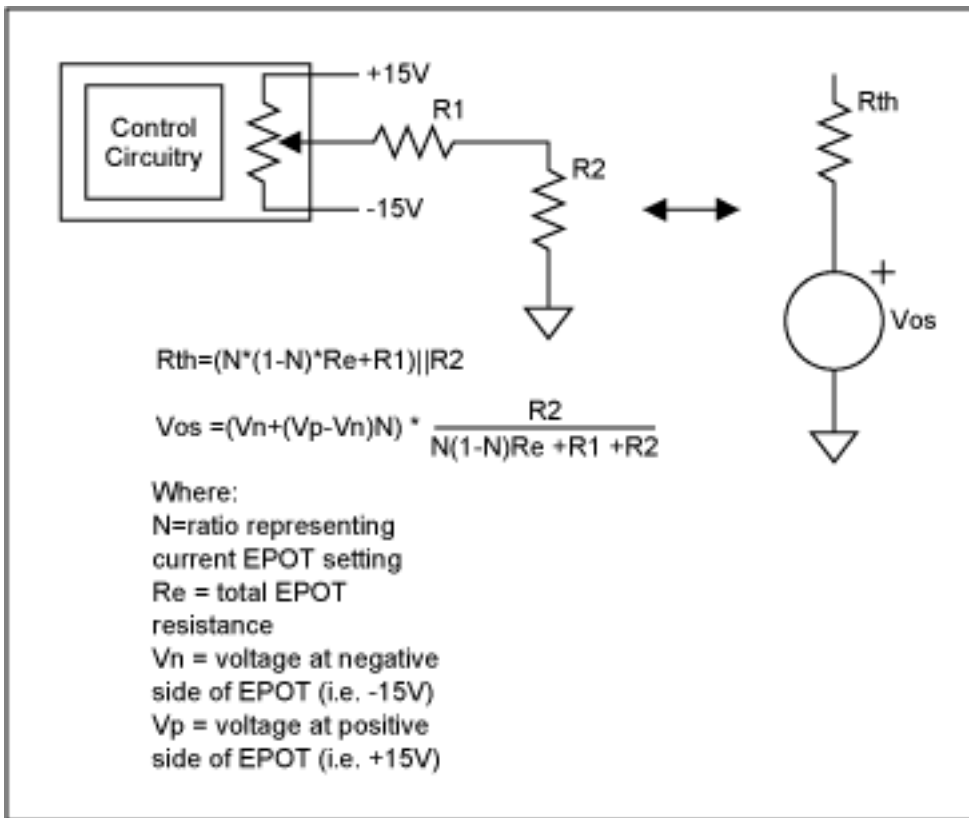 +15V
Control
Circuitry
R1
R2
-15V
Rth
+
Vos
Rth=(N*(1-N)*Re+R1)||R2
Vos =(Vn+(Vp-Vn)N) * R2
N(1-N)Re +R1 +R2
Where:
N=ratio representing
current EPOT setting
Re = total EPOT
resistance
Vn = voltage at negative
side of EPOT (i.e. -15V)
Vp = voltage at positive
side of EPOT (i.e. +15V)